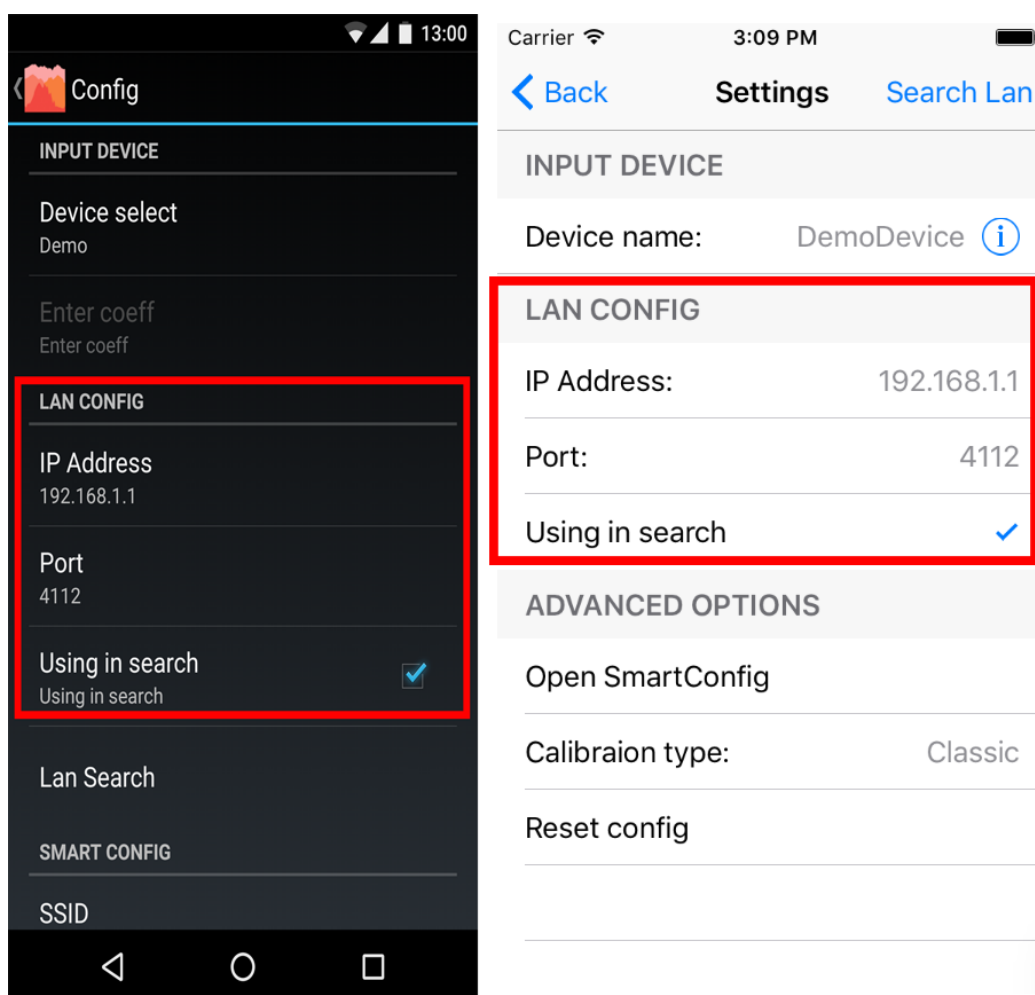 13:00
Config
INPUT DEVICE
Device select
Demo
Enter coeff
Enter coeff
LAN CONFIG
IP Address
192.168.1.1
Port
4112
Using in search
Using in search
Lan Search
SMART CONFIG
SSID
Carrier 3:09 PM
Back Settings Search Lan
INPUT DEVICE
Device name: DemoDevice i
LAN CONFIG
IP Address: 192.168.1.1
Port: 4112
Using in search
ADVANCED OPTIONS
Open SmartConfig
Calibraion type: Classic
Reset config